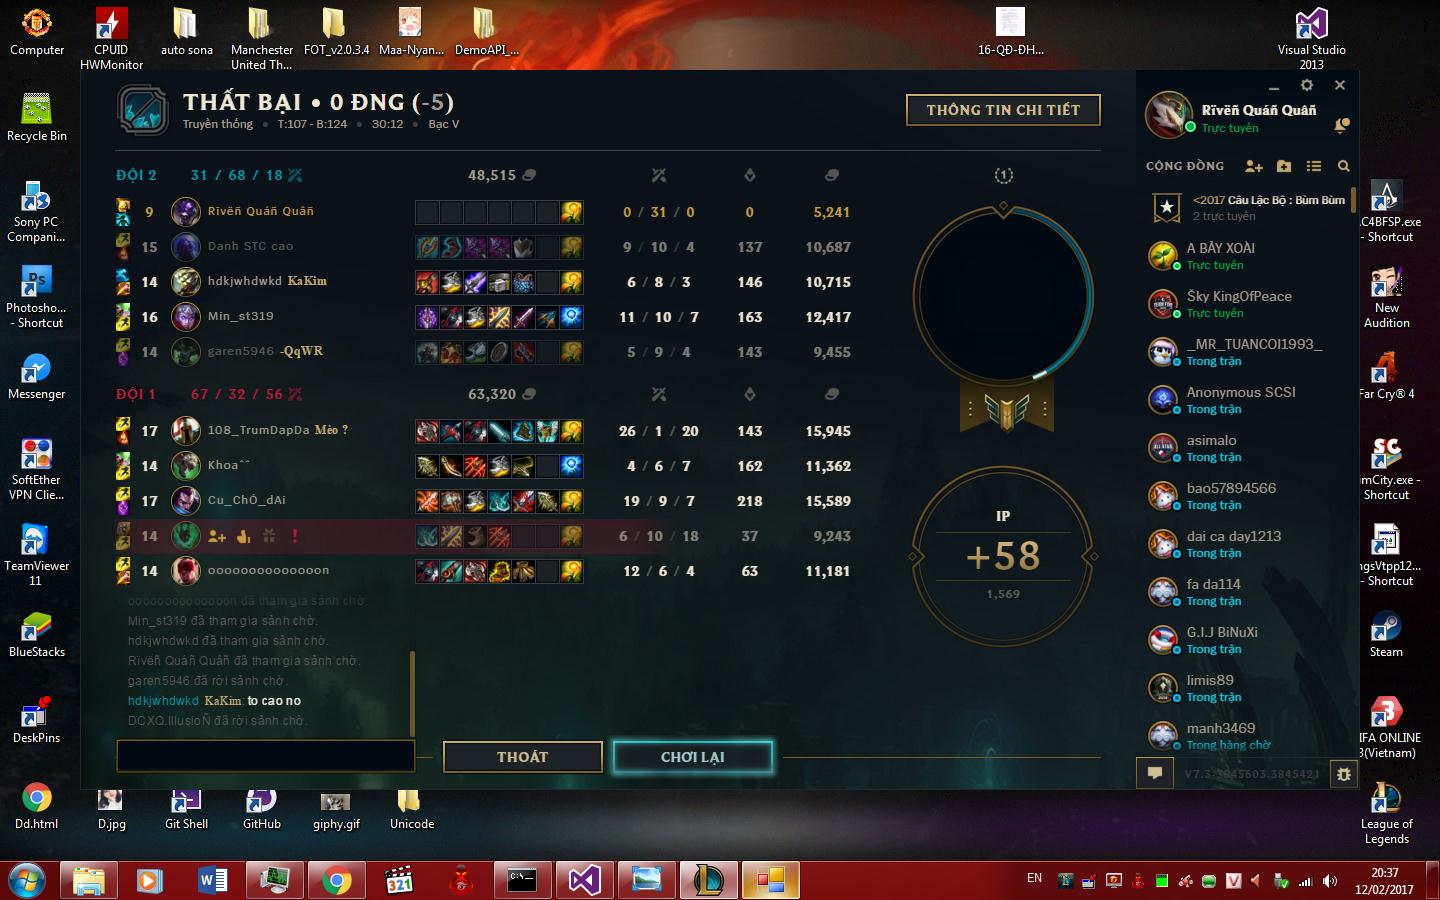 Computer
CPUID
HWMonitor
auto sona
Manchester
United Th...
FOT_v2.0.3.4
Maa-Nyan...
DemoAPI_...
16-QĐ-ĐH...
Visual Studio
2013
Recycle Bin
Sony PC
Compani...
Photosho...
- Shortcut
Messenger
SoftEther
VPN Clie...
TeamViewer
11
BlueStacks
DeskPins
Dd.html
D.jpg
Git Shell
GitHub
giphy.gif
Unicode
THẤT BẠI • 0 ĐNG (-5)
Truyền thống • T:107 - B:124 • 30:12 • Bạc V
THÔNG TIN CHI TIẾT
ĐỘI 2 31 / 68 / 18 48,515
9 Rïvëñ Quáñ Quâñ 0 / 31 / 0 0 5,241
15 Danh STC cao 9 / 10 / 4 137 10,687
14 hdkjwhdwkd KaKim 6 / 8 / 3 146 10,715
16 Min_st319 11 / 10 / 7 163 12,417
14 garen5946 -QqWR 5 / 9 / 4 143 9,455
ĐỘI 1 67 / 32 / 56 63,320
17 108_TrumDapDa Mèo ? 26 / 1 / 20 143 15,945
14 Khoa^^ 4 / 6 / 7 162 11,362
17 Cu_ChÓ_dAi 19 / 9 / 7 218 15,589
14 6 / 10 / 18 37 9,243
14 oooooooooooooon 12 / 6 / 4 63 11,181
oooooooooooooon đã tham gia sảnh chờ.
Min_st319 đã tham gia sảnh chờ.
hdkjwhdwkd đã tham gia sảnh chờ.
Rïvëñ Quáñ Quâñ đã tham gia sảnh chờ.
garen5946 đã rời sảnh chờ.
hdkjwhdwkd KaKim: to cao no
DCXQ.IllusioÑ đã rời sảnh chờ.
THOÁT
CHƠI LẠI
1
IP
+58
1,569
Rïvëñ Quáñ Quâñ
Trực tuyến
CỘNG ĐỒNG
<2017 Câu Lạc Bộ : Bùm Bùm
2 trực tuyến
A BẢY XOÀI
Trực tuyến
Šky KingOfPeace
Trực tuyến
_MR_TUANCOI1993_
Trong trận
Anonymous SCSI
Trong trận
asimalo
Trong trận
bao57894566
Trong trận
dai ca day1213
Trong trận
fa da114
Trong trận
G.I.J BiNuXi
Trong trận
limis89
Trong trận
manh3469
Trong hàng chờ
V7.3.3845603.3845421
C4BFSP.exe
- Shortcut
New
Audition
Far Cry® 4
imCity.exe -
Shortcut
ngsVtpp12...
- Shortcut
Steam
IFA ONLINE
3(Vietnam)
League of
Legends
EN
20:37
12/02/2017